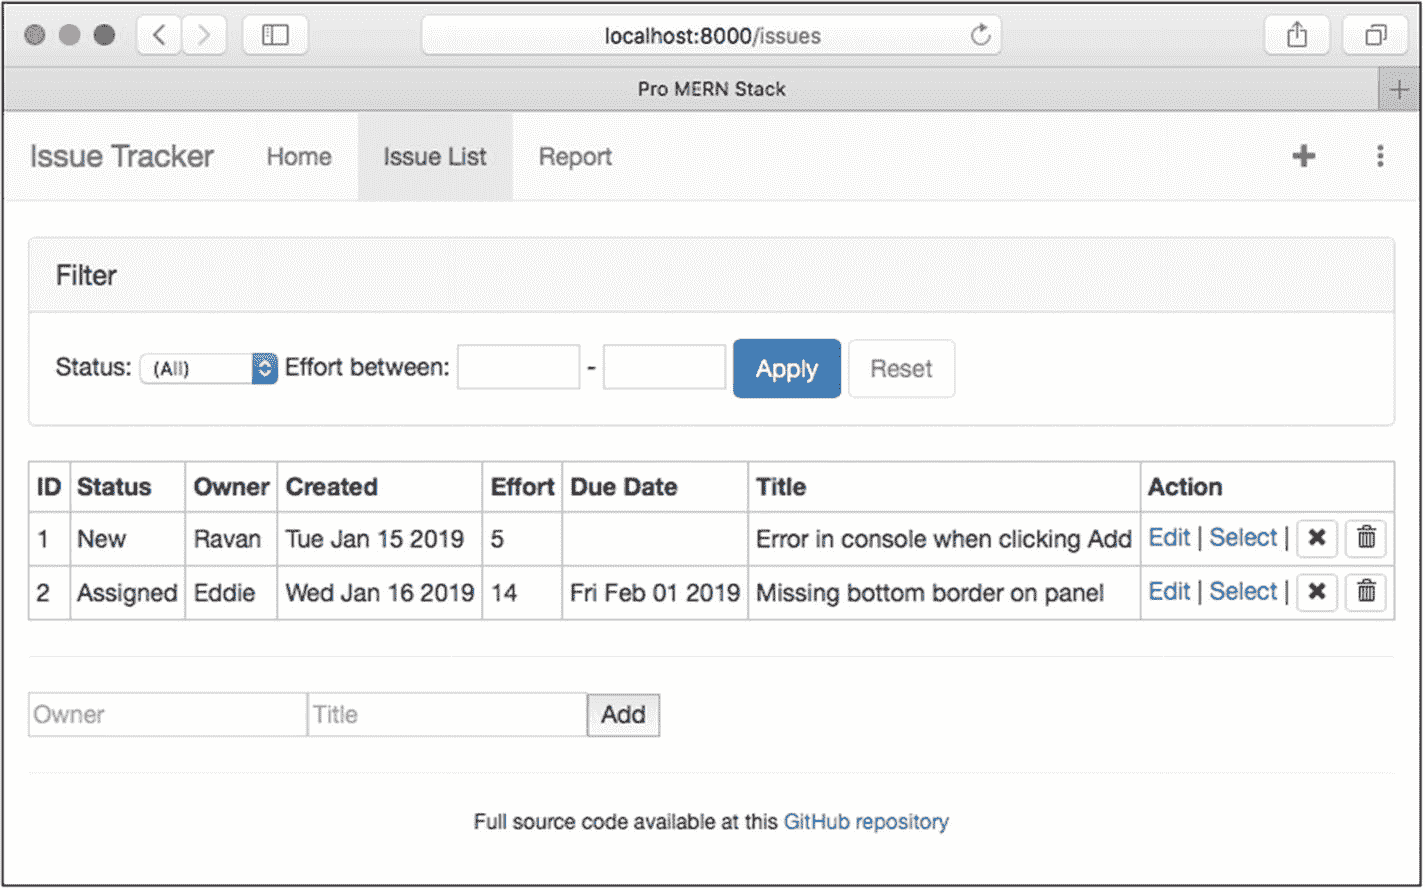 localhost:8000/issues
Pro MERN Stack
Issue Tracker Home Issue List Report
Filter
Status: (All) Effort between: - Apply Reset
ID Status Owner Created Effort Due Date Title Action
1 New Ravan Tue Jan 15 2019 5 Error in console when clicking Add Edit | Select |
2 Assigned Eddie Wed Jan 16 2019 14 Fri Feb 01 2019 Missing bottom border on panel Edit | Select |
Owner Title Add
Full source code available at this GitHub repository